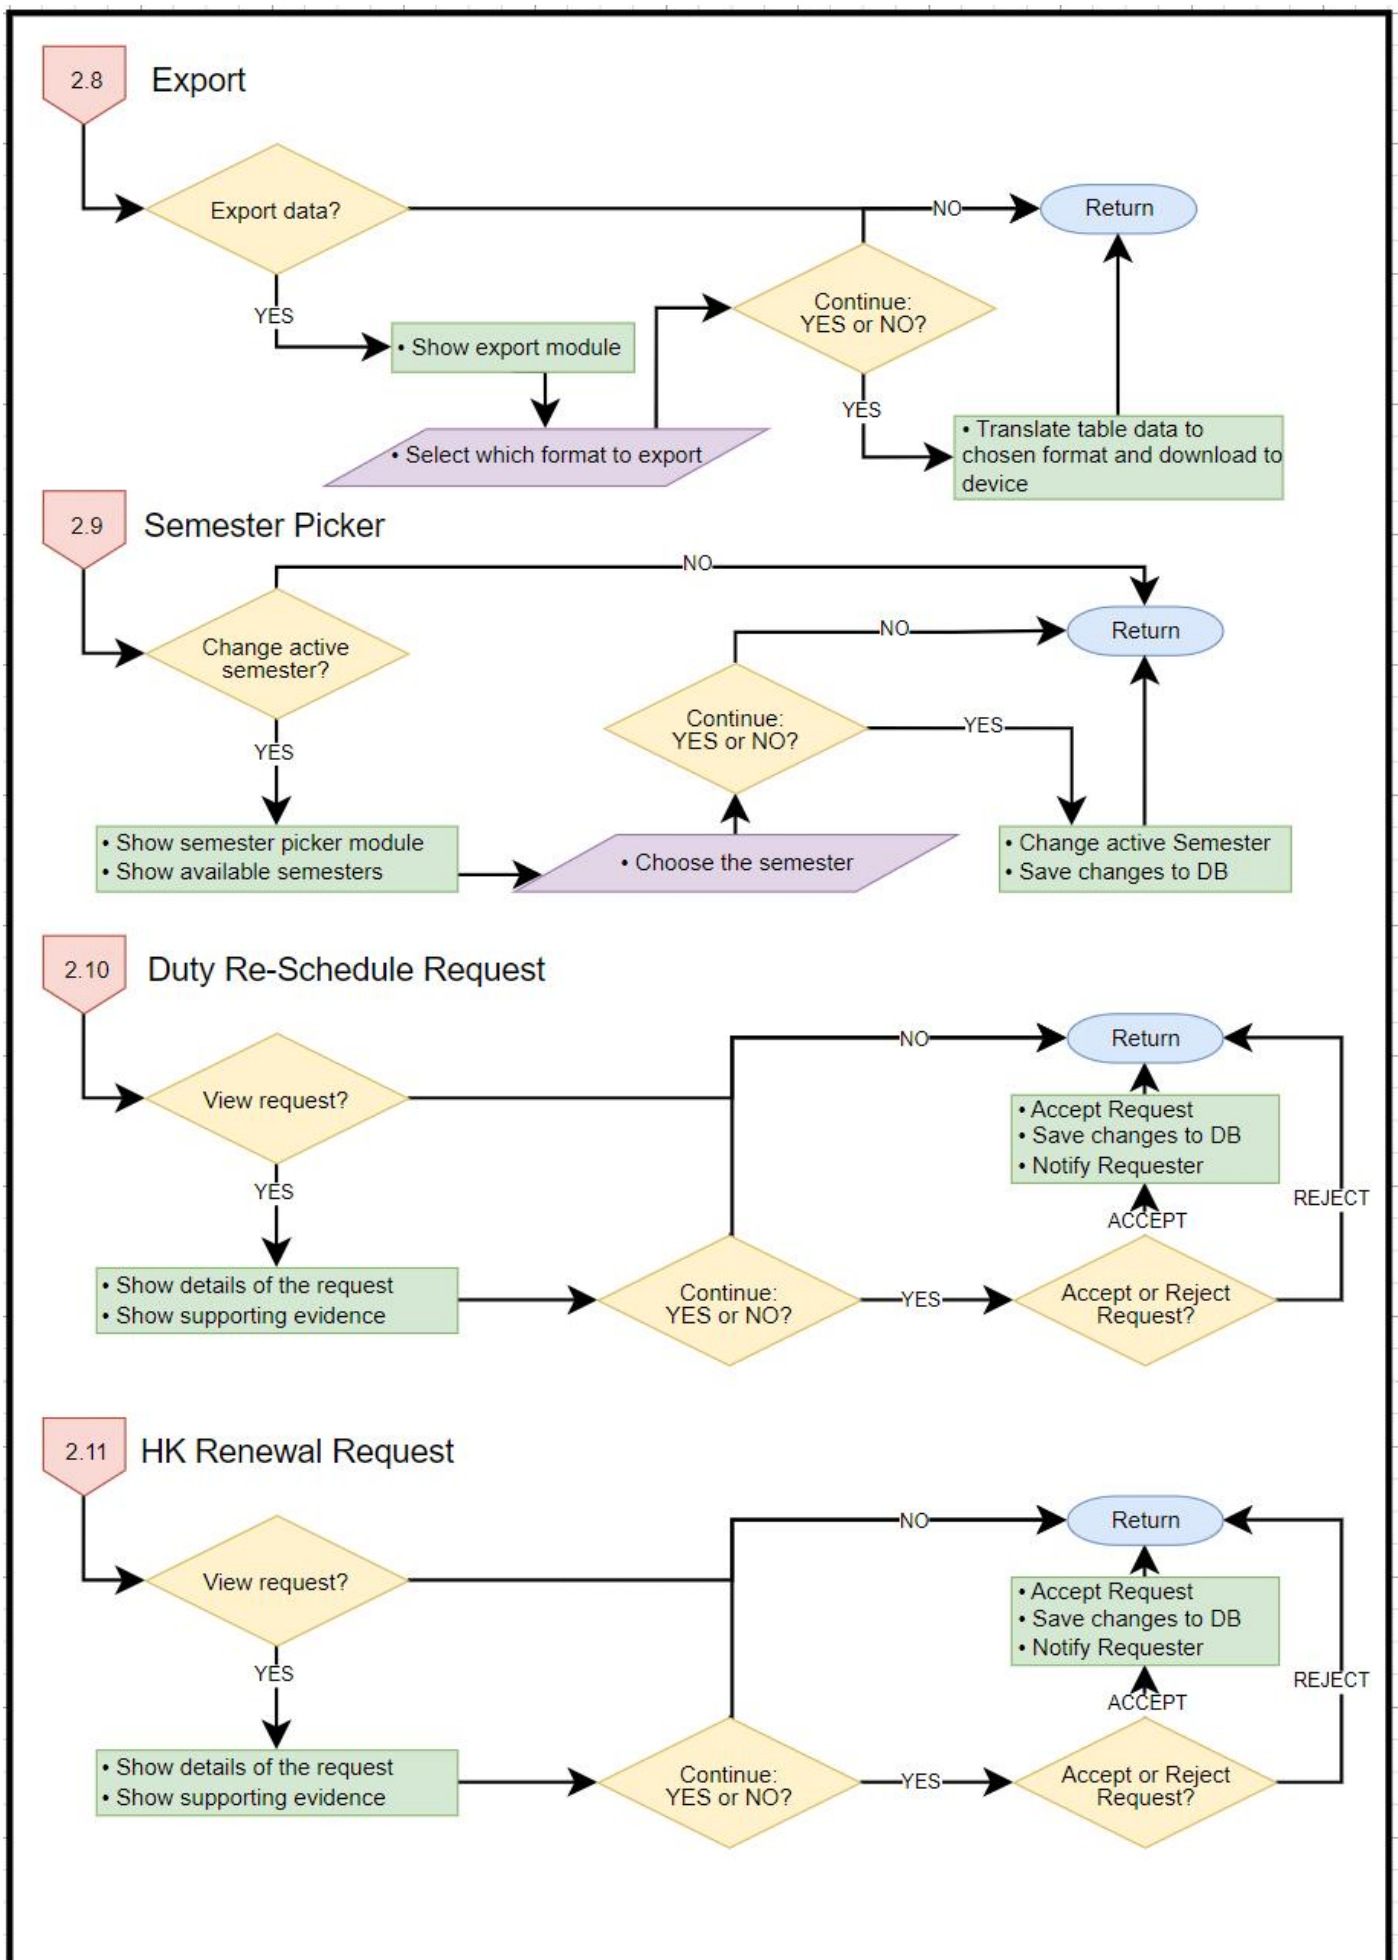 2.8
Export
Export data?
NO
Return
YES
Continue:
YES or NO?
• Show export module
YES
• Select which format to export
• Translate table data to
chosen format and download to
device
2.9
Semester Picker
NO
Change active
semester?
NO
Return
YES
Continue:
YES or NO?
YES
• Show semester picker module
• Show available semesters
• Choose the semester
• Change active Semester
• Save changes to DB
2.10
Duty Re-Schedule Request
NO
Return
View request?
• Accept Request
• Save changes to DB
• Notify Requester
YES
REJECT
ACCEPT
• Show details of the request
• Show supporting evidence
Continue:
YES or NO?
YES
Accept or Reject
Request?
2.11
HK Renewal Request
NO
Return
View request?
• Accept Request
• Save changes to DB
• Notify Requester
YES
REJECT
ACCEPT
• Show details of the request
• Show supporting evidence
Continue:
YES or NO?
YES
Accept or Reject
Request?